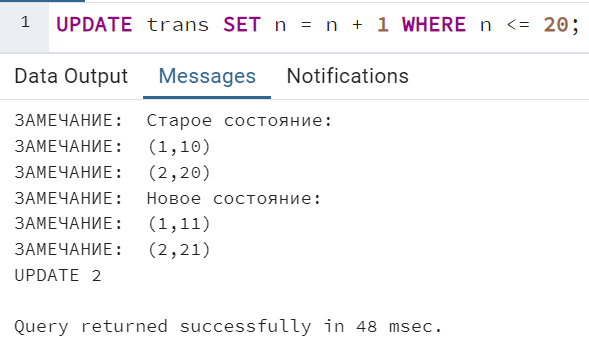 1 UPDATE trans SET n = n + 1 WHERE n <= 20;
Data Output Messages Notifications
ЗАМЕЧАНИЕ: Старое состояние:
ЗАМЕЧАНИЕ: (1,10)
ЗАМЕЧАНИЕ: (2,20)
ЗАМЕЧАНИЕ: Новое состояние:
ЗАМЕЧАНИЕ: (1,11)
ЗАМЕЧАНИЕ: (2,21)
UPDATE 2
Query returned successfully in 48 msec.